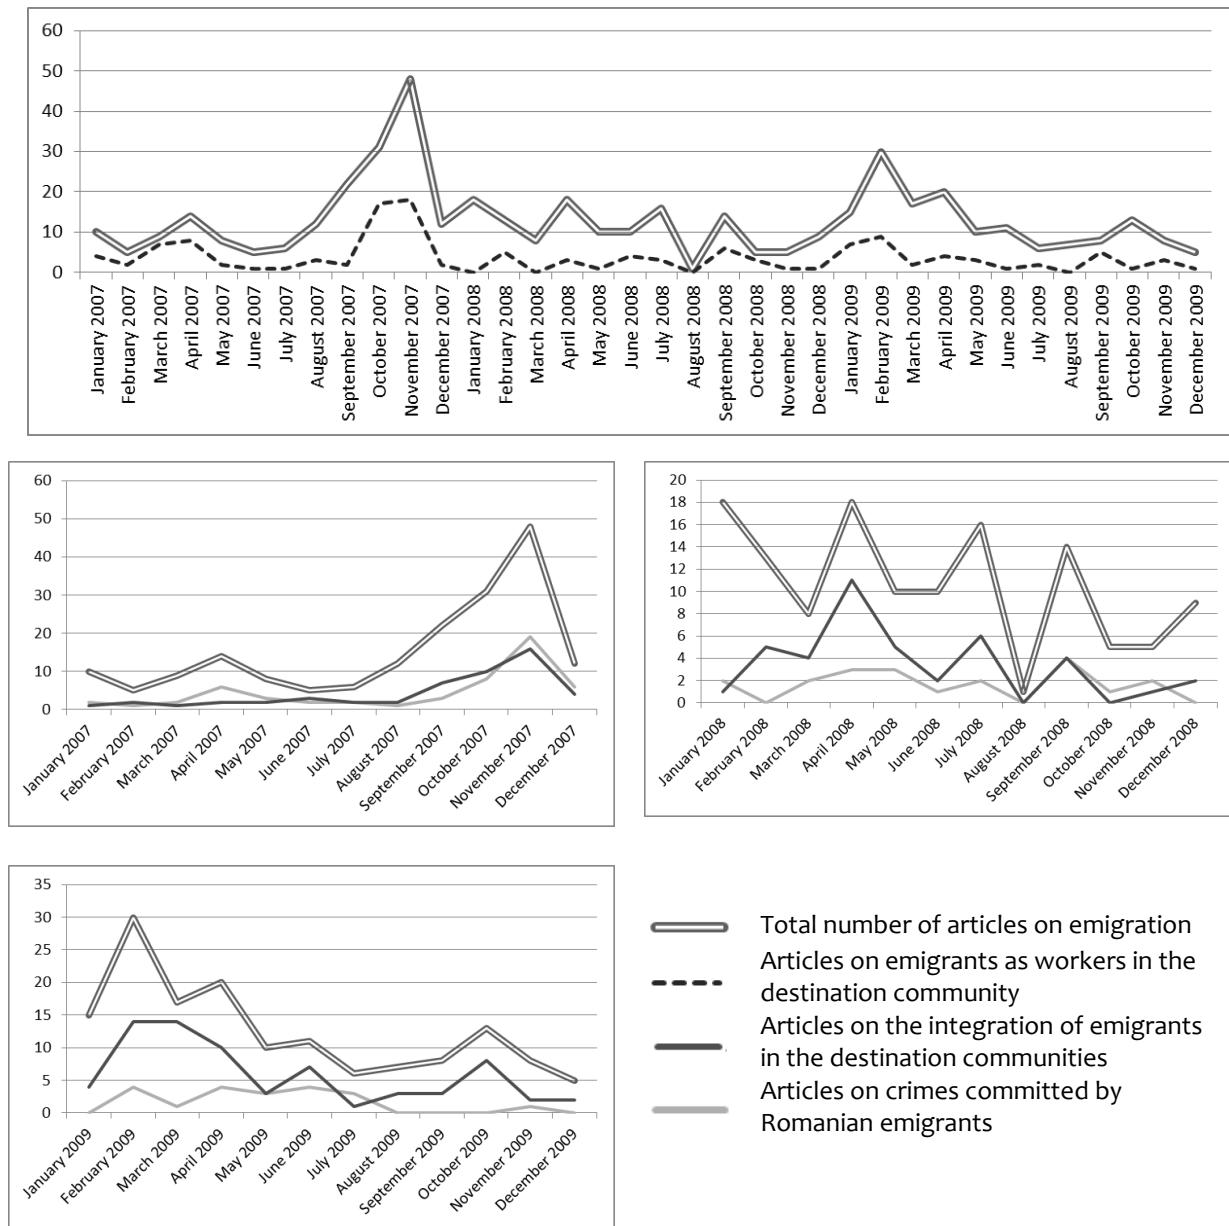 60
50
40
30
20
10
0
January 2007
February 2007
March 2007
April 2007
May 2007
June 2007
July 2007
August 2007
September 2007
October 2007
November 2007
December 2007
January 2008
February 2008
March 2008
April 2008
May 2008
June 2008
July 2008
August 2008
September 2008
October 2008
November 2008
December 2008
January 2009
February 2009
March 2009
April 2009
May 2009
June 2009
July 2009
August 2009
September 2009
October 2009
November 2009
December 2009
60
50
40
30
20
10
0
January 2007
February 2007
March 2007
April 2007
May 2007
June 2007
July 2007
August 2007
September 2007
October 2007
November 2007
December 2007
20
18
16
14
12
10
8
6
4
2
0
January 2008
February 2008
March 2008
April 2008
May 2008
June 2008
July 2008
August 2008
September 2008
October 2008
November 2008
December 2008
35
30
25
20
15
10
5
0
January 2009
February 2009
March 2009
April 2009
May 2009
June 2009
July 2009
August 2009
September 2009
October 2009
November 2009
December 2009
Total number of articles on emigration
Articles on emigrants as workers in the
destination community
Articles on the integration of emigrants
in the destination communities
Articles on crimes committed by
Romanian emigrants